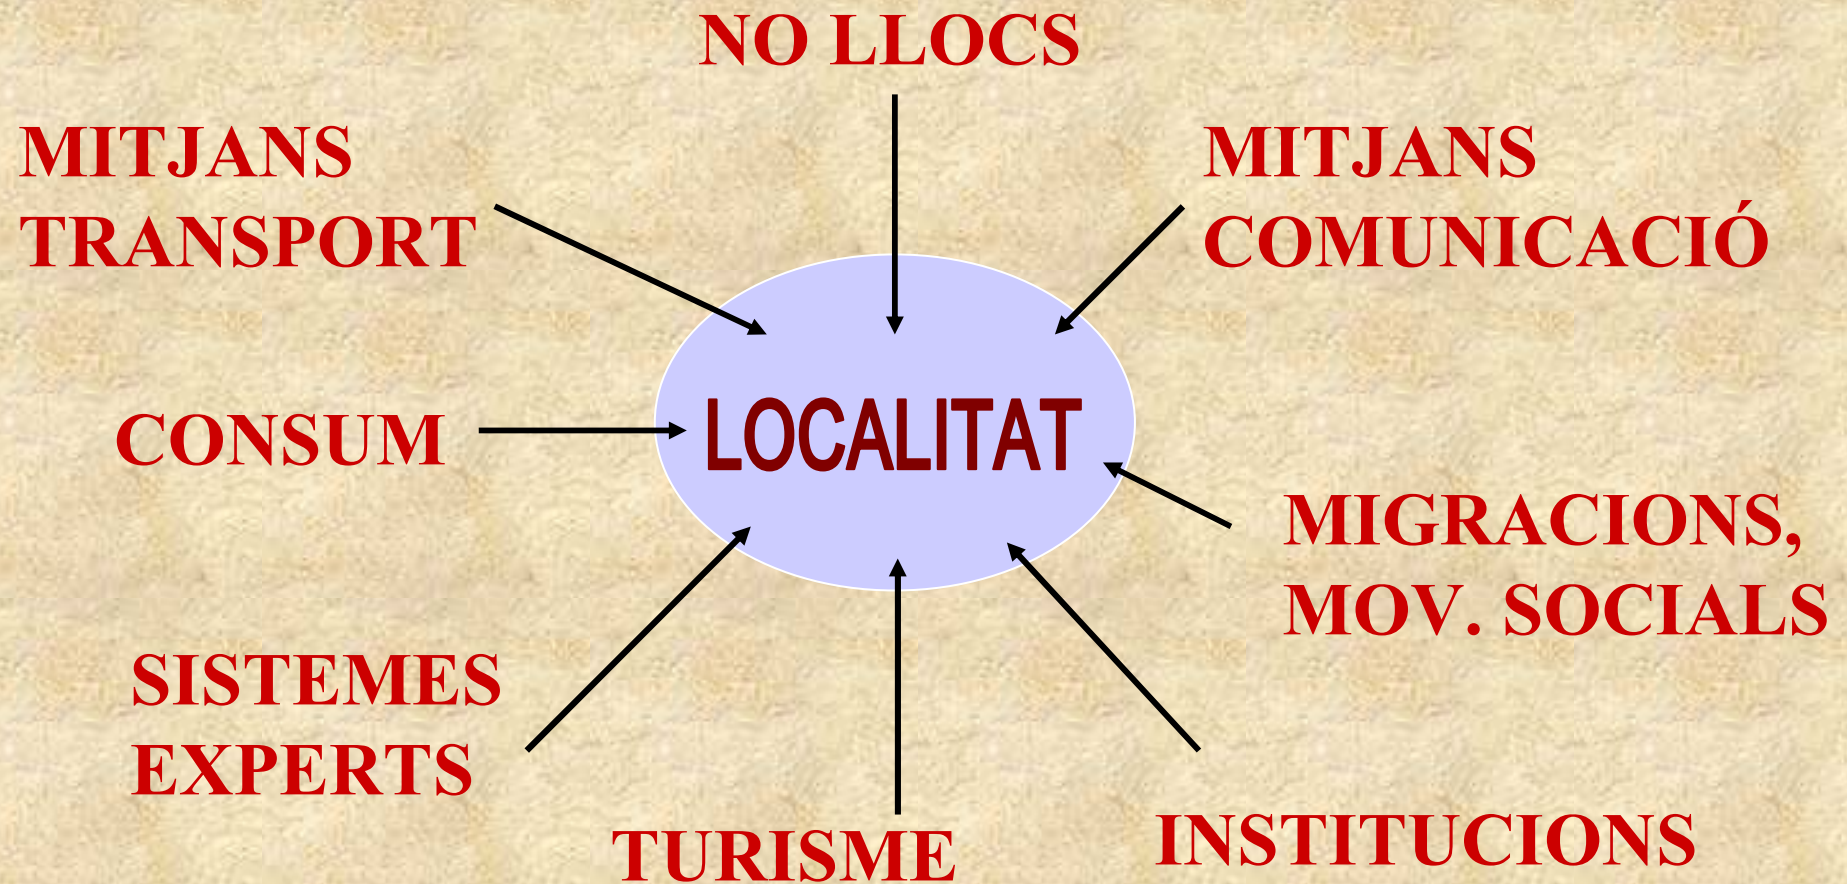 NO LLOCS
MITJANS
TRANSPORT
MITJANS
COMUNICACIÓ
CONSUM
LOCALITAT
MIGRACIONS,
MOV. SOCIALS
SISTEMES
EXPERTS
TURISME
INSTITUCIONS